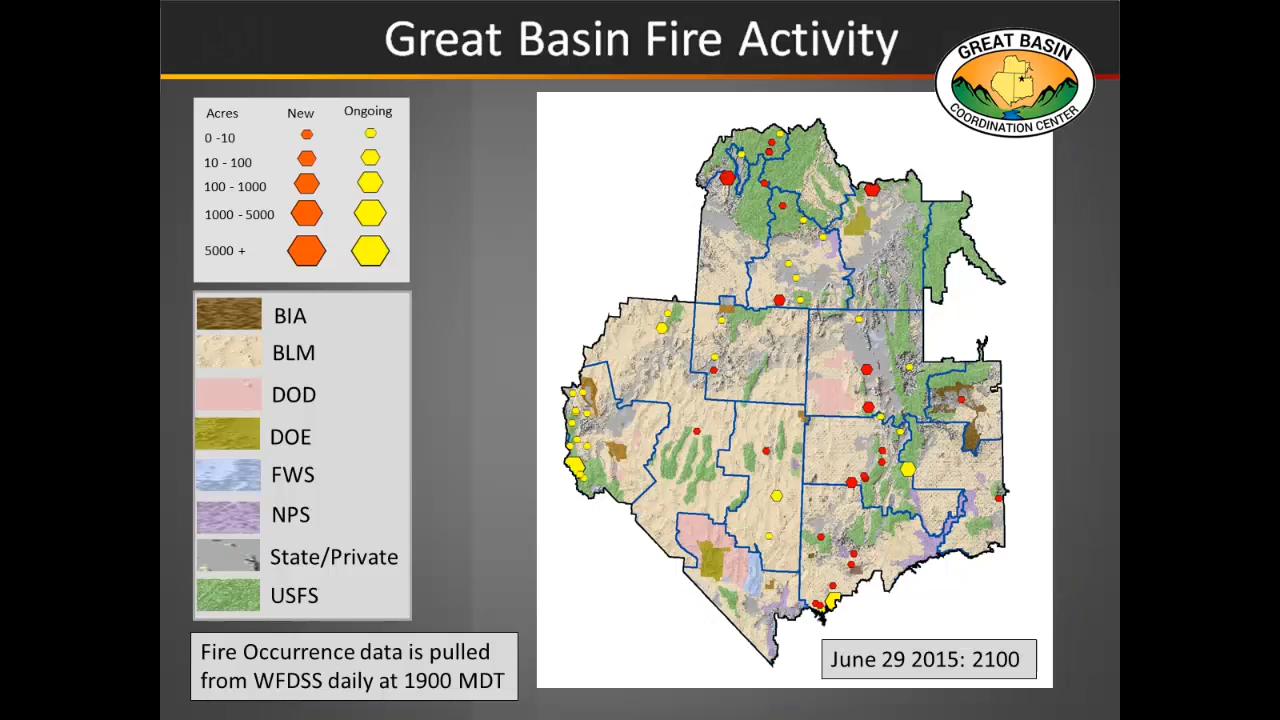 Great Basin Fire Activity
GREAT BASIN
COORDINATION CENTER
Acres New Ongoing
0 -10
10 - 100
100 - 1000
1000 - 5000
5000 +
BIA
BLM
DOD
DOE
FWS
NPS
State/Private
USFS
Fire Occurrence data is pulled
from WFDSS daily at 1900 MDT
June 29 2015: 2100